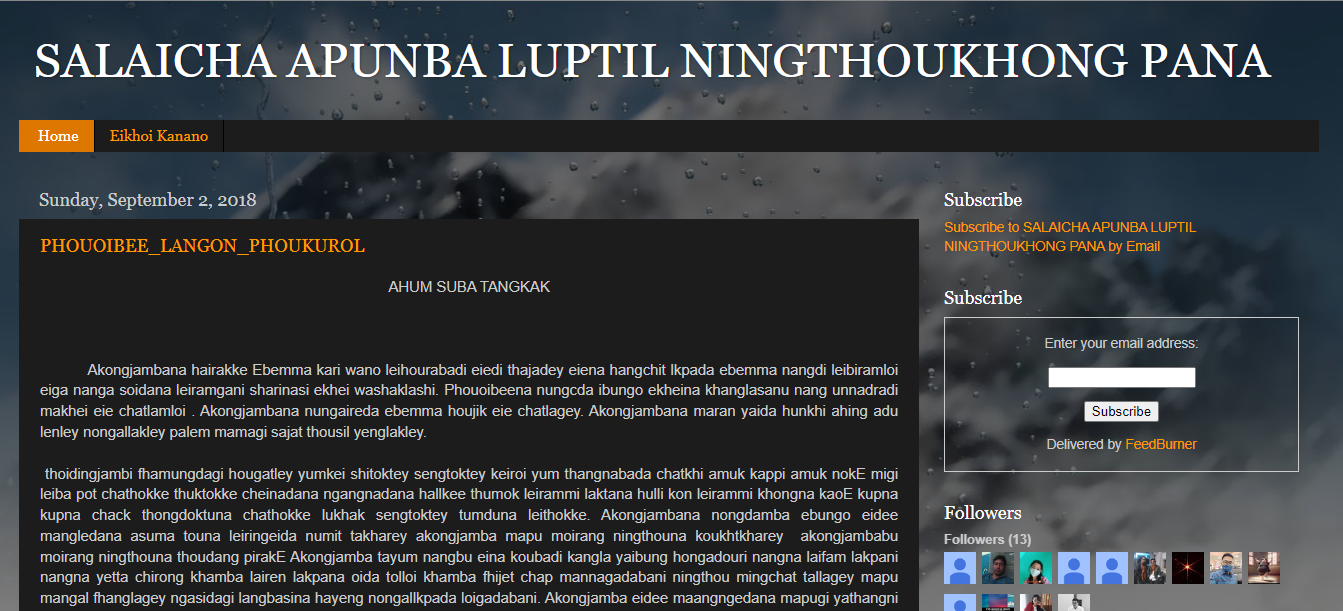 SALAICHA APUNBA LUPTIL NINGTHOUKHONG PANA
Home
Eikhoi Kanano
Sunday, September 2, 2018
PHOUOIBEE_LANGON_PHOUKUROL
AHUM SUBA TANGKAK
Akongjambana hairakke Ebemma kari wano leihourabadi eiedi thajadey eiena hangchit lkpada ebemma nangdi leibiramloi
eiga nanga soidana leiramgani sharinasi ekhei washaklashi. Phouoibeena nungcda ibungo ekheina khanglasanu nang unnadradi
makhei eie chatlamloi . Akongjambana nungaireda ebemma houjik eie chatlagey. Akongjambana maran yaida hunkhi ahing adu
lenley nongallakley palem mamagi sajat thousil yenglakley.
thoidingjambi fhamungdagi hougatley yumkei shitoktey sengtoktey keiroi yum thangnabada chatkhi amuk kappi amuk nokE migi
leiba pot chathokke thuktokke cheinadana ngangnadana hallkee thumok leirammi laktana hulli kon leirammi khongna kaoE kupna
kupna chack thongdoktuna chathokke lukhak sengtoktey tumduna leithokke. Akongjambana nongdamba ebungo eidee
mangledana asuma touna leiringeida numit takharey akongjamba mapu moirang ningthouna koukhtkharey akongjambabu
moirang ningthouna thoudang pirakE Akongjamba tayum nangbu eina koubadi kangla yaibung hongadouri nangna laifam lakpani
nangna yetta chirong khamba lairen lakpana oida tolloi khamba fhijet chap mannagadabani ningthou mingchat tallagey mapu
mangal fhanglagey ngasidagi langbasina hayeng nongallkpada loigadabani. Akongjamba eidee maangngedana mapugi yathangni
Subscribe
Subscribe to SALAICHA APUNBA LUPTIL
NINGTHOUKHONG PANA by Email
Subscribe
Enter your email address:
Subscribe
Delivered by FeedBurner
Followers
Followers (13)